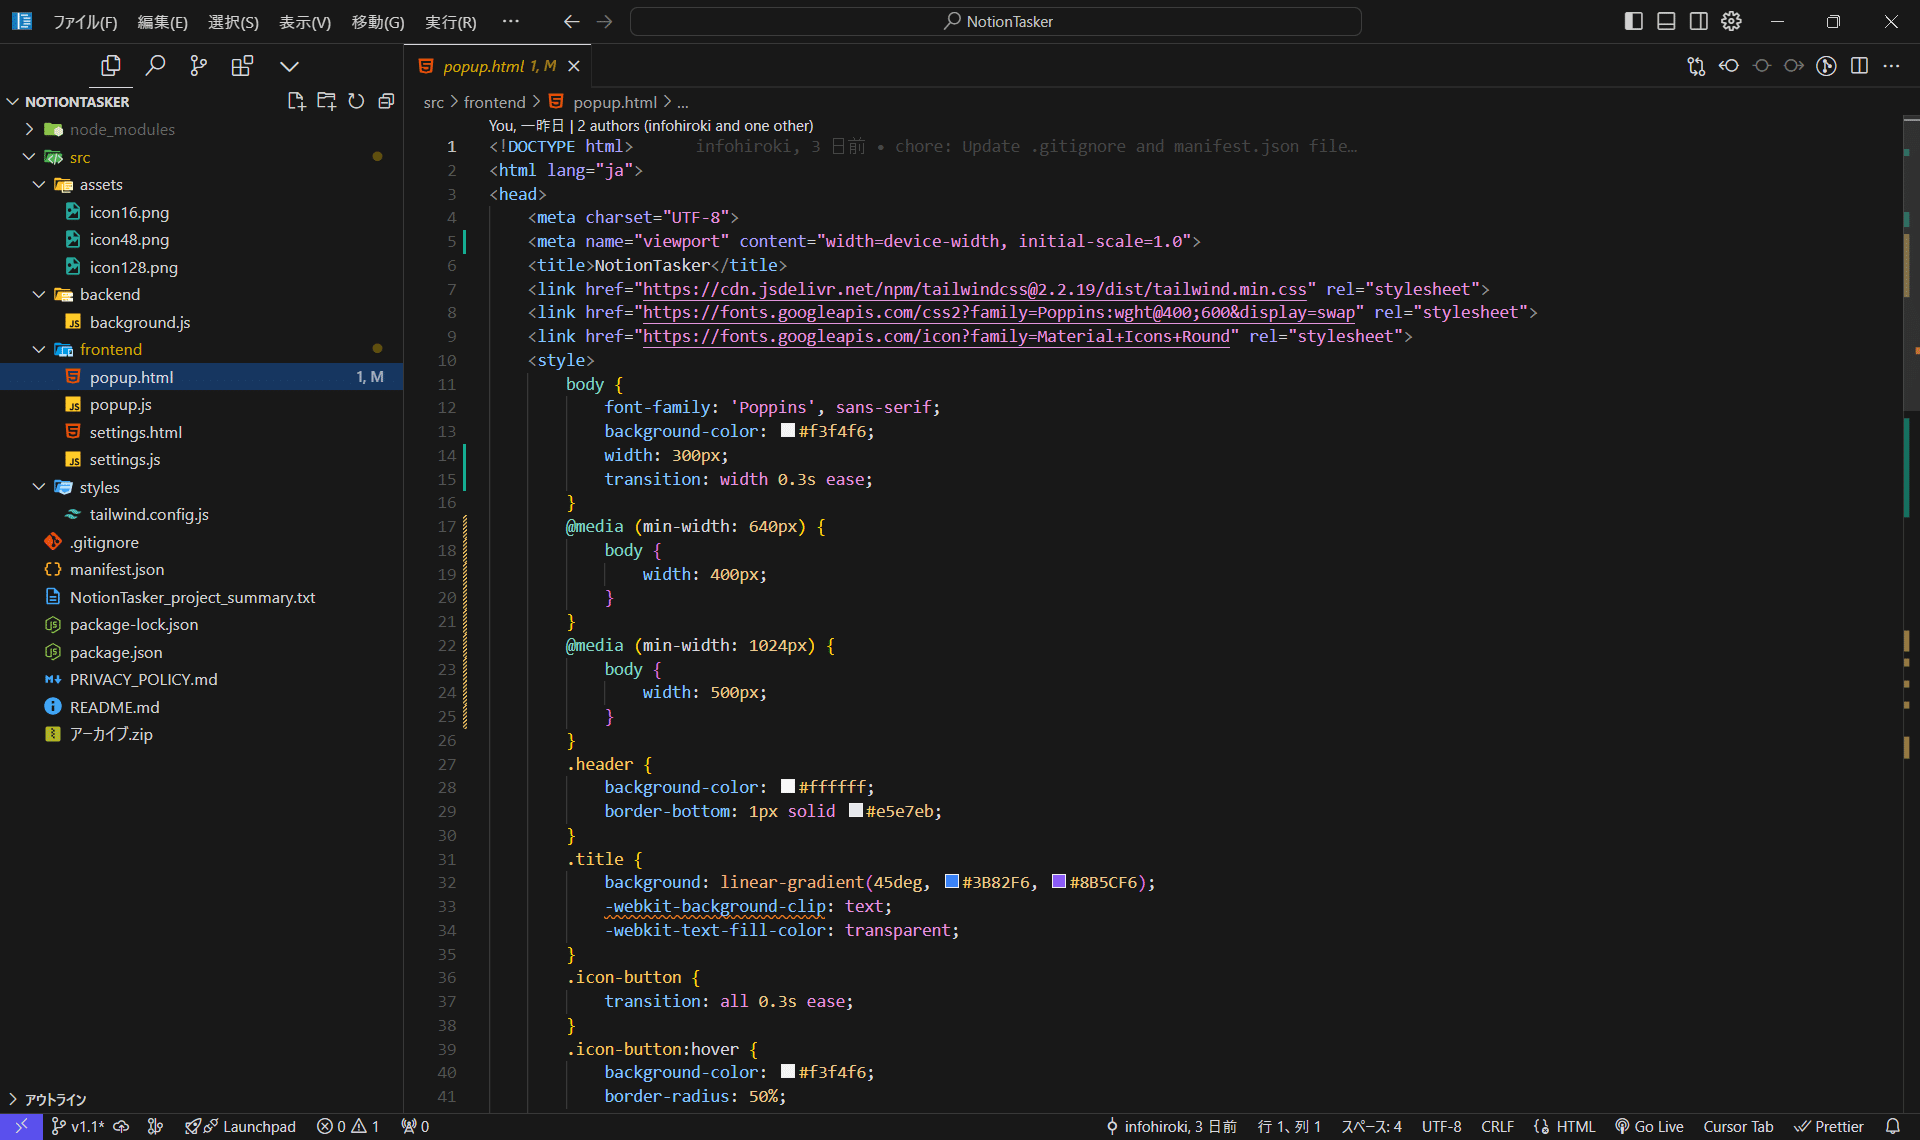 ファイル(F) 編集(E) 選択(S) 表示(V) 移動(G) 実行(R) ···
NotionTasker
NOTIONTASKER
node_modules
src
assets
icon16.png
icon48.png
icon128.png
backend
background.js
frontend
popup.html 1, M
popup.js
settings.html
settings.js
styles
tailwind.config.js
.gitignore
manifest.json
NotionTasker_project_summary.txt
package-lock.json
package.json
PRIVACY_POLICY.md
README.md
アーカイブ.zip
アウトライン
popup.html 1, M
src > frontend > popup.html > ...
You, 一昨日 | 2 authors (infohiroki and one other)
1 <!DOCTYPE html> infohiroki, 3 日前 • chore: Update .gitignore and manifest.json file…
2 <html lang="ja">
3 <head>
4 <meta charset="UTF-8">
5 <meta name="viewport" content="width=device-width, initial-scale=1.0">
6 <title>NotionTasker</title>
7 <link href="https://cdn.jsdelivr.net/npm/tailwindcss@2.2.19/dist/tailwind.min.css" rel="stylesheet">
8 <link href="https://fonts.googleapis.com/css2?family=Poppins:wght@400;600&display=swap" rel="stylesheet">
9 <link href="https://fonts.googleapis.com/icon?family=Material+Icons+Round" rel="stylesheet">
10 <style>
11 body {
12 font-family: 'Poppins', sans-serif;
13 background-color: #f3f4f6;
14 width: 300px;
15 transition: width 0.3s ease;
16 }
17 @media (min-width: 640px) {
18 body {
19 width: 400px;
20 }
21 }
22 @media (min-width: 1024px) {
23 body {
24 width: 500px;
25 }
26 }
27 .header {
28 background-color: #ffffff;
29 border-bottom: 1px solid #e5e7eb;
30 }
31 .title {
32 background: linear-gradient(45deg, #3B82F6, #8B5CF6);
33 -webkit-background-clip: text;
34 -webkit-text-fill-color: transparent;
35 }
36 .icon-button {
37 transition: all 0.3s ease;
38 }
39 .icon-button:hover {
40 background-color: #f3f4f6;
41 border-radius: 50%;
v1.1* Launchpad 0 1 0 infohiroki, 3 日前 行 1、列 1 スペース: 4 UTF-8 CRLF HTML Go Live Cursor Tab Prettier